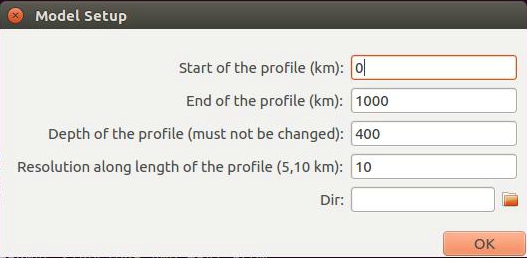 Model Setup
Start of the profile (km): 0
End of the profile (km): 1000
Depth of the profile (must not be changed): 400
Resolution along length of the profile (5,10 km): 10
Dir:
OK